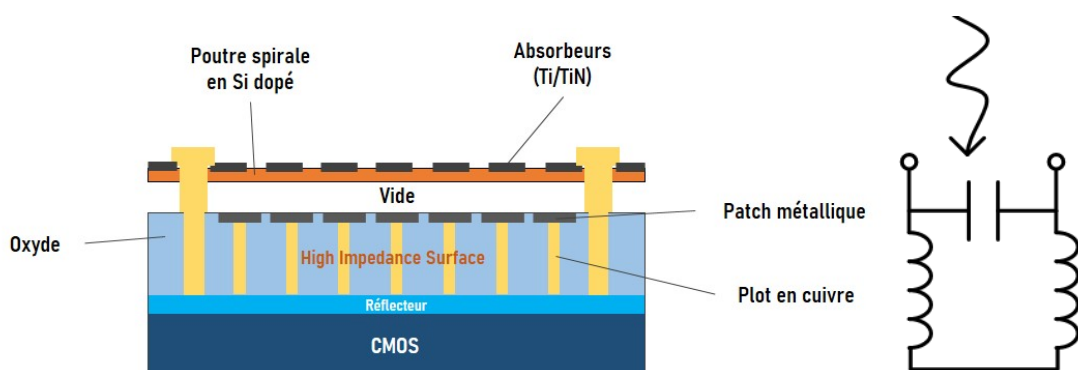 Poutre spirale
en Si dopé
Absorbeurs
(Ti/TiN)
Vide
Patch métallique
Oxyde
High Impedance Surface
Plot en cuivre
Réflecteur
CMOS